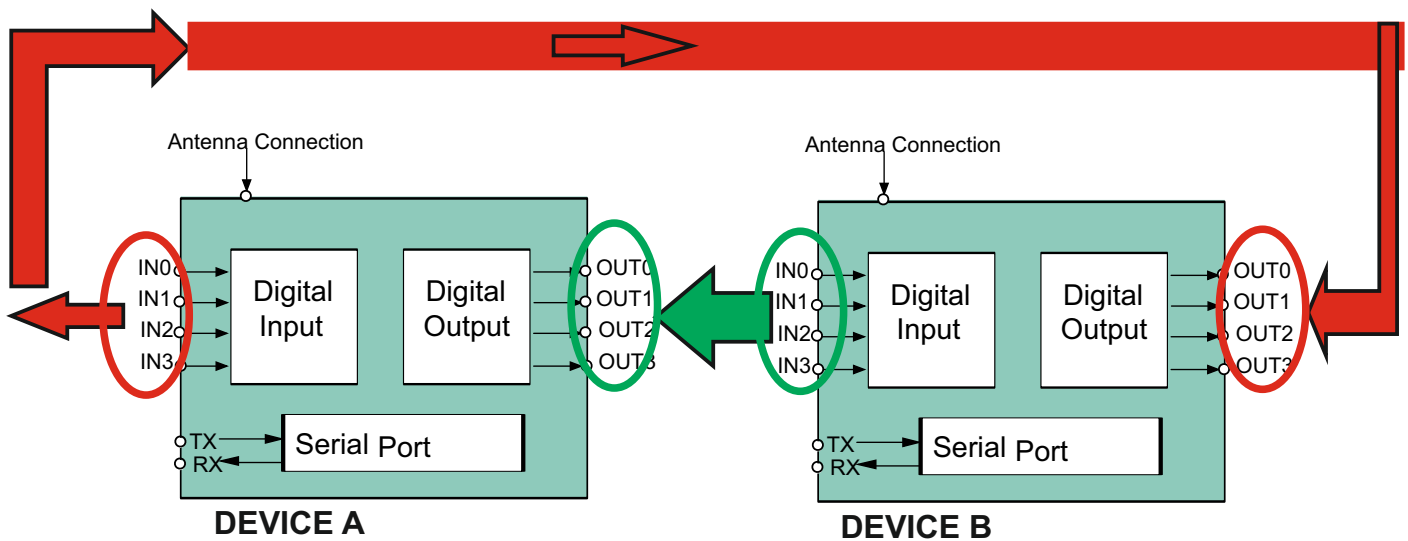 Antenna Connection
IN0
IN1
IN2
IN3
Digital
Input
Digital
Output
OUT0
OUT1
OUT2
OUT3
TX
RX
Serial Port
DEVICE A
Antenna Connection
IN0
IN1
IN2
IN3
Digital
Input
Digital
Output
OUT0
OUT1
OUT2
OUT3
TX
RX
Serial Port
DEVICE B